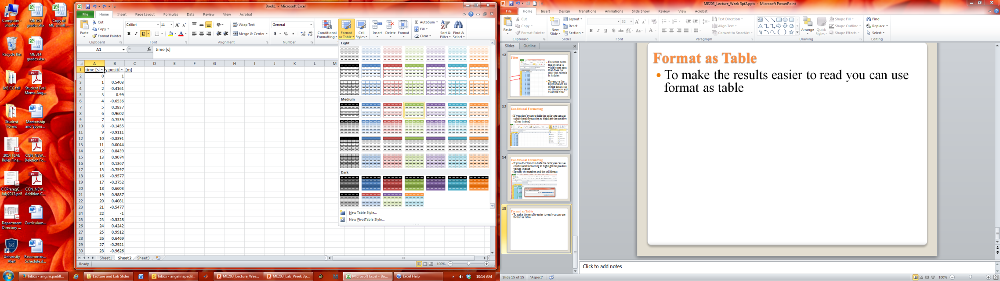 Computer - Shortcut
ME 303 grades.xlsx
Copy of ME_enroll_...
Recycle Bin
ME 314 grades.xlsx
ME CC fall
Student Eval Memo Aug...
Student Forms
Mentorship and Spons...
2014 FSAE Rules Fina...
CCN_NEW... Deletion Fo...
CCPrereqC... July2013.pdf
CCN_NEW... Addition C...
Department Directory ...
Curriculum...
University Alert
Recommen... Schedule.d...
Book1 - Microsoft Excel
File Home Insert Page Layout Formulas Data Review View Acrobat
Paste
Cut
Copy
Format Painter
Clipboard
Calibri 11
B I U
Font
Wrap Text
Merge & Center
Alignment
General
$ % ,
Number
Conditional Formatting
Format as Table
Cell Styles
Insert Delete Format
Σ AutoSum
Fill
Clear
Sort & Filter
Find & Select
A1 fx time [s]
A B C D E F G H I J K L M
1 time [s y positi [m]
2 0 1
3 1 0.5403
4 2 -0.4161
5 3 -0.99
6 4 -0.6536
7 5 0.2837
8 6 0.9602
9 7 0.7539
10 8 -0.1455
11 9 -0.9111
12 10 -0.8391
13 11 0.0044
14 12 0.8439
15 13 0.9074
16 14 0.1367
17 15 -0.7597
18 16 -0.9577
19 17 -0.2752
20 18 0.6603
21 19 0.9887
22 20 0.4081
23 21 -0.5477
24 22 -1
25 23 -0.5328
26 24 0.4242
27 25 0.9912
28 26 0.6469
29 27 -0.2921
30 28 -0.9626
Light
Medium
Dark
New Table Style...
New PivotTable Style...
Sheet1 Sheet2 Sheet3
Ready
100%
Inbox - ang.m.padill...
Lecture and Lab Slides
Inbox - angelinapadil...
ME203_Lecture_Wee...
ME203_Lab_Week 3p...
Microsoft Excel - Bo...
Excel Help
10:14 AM
ME203_Lecture_Week 3pt2.pptx - Microsoft PowerPoint
File Home Insert Design Transitions Animations Slide Show Review View Acrobat
Paste
Cut
Copy
Format Painter
Clipboard
New Slide
Layout
Reset
Section
Slides
32
B I U S abc AV Aa A
Font
Text Direction
Align Text
Convert to SmartArt
Paragraph
Arrange
Quick Styles
Shape Fill
Shape Outline
Shape Effects
Drawing
Find
Replace
Select
Editing
Slides Outline
12
Filter
Data that meets the criteria is visible and data that does not meet the criteria is hidden
To remove the filter and see all of the data click on the arrow and clear the filter
13
Conditional Formatting
If you don't want to hide the cells you can use conditional formatting to highlight the positive values instead
14
Conditional Formatting
If you don't want to hide the cells you can use conditional formatting to highlight the positive values instead
Specify the number and the cell format
15
Format as Table
To make the results easier to read you can use format as table
Format as Table
• To make the results easier to read you can use
format as table
Click to add notes
Slide 15 of 15 "Aspect"
100%